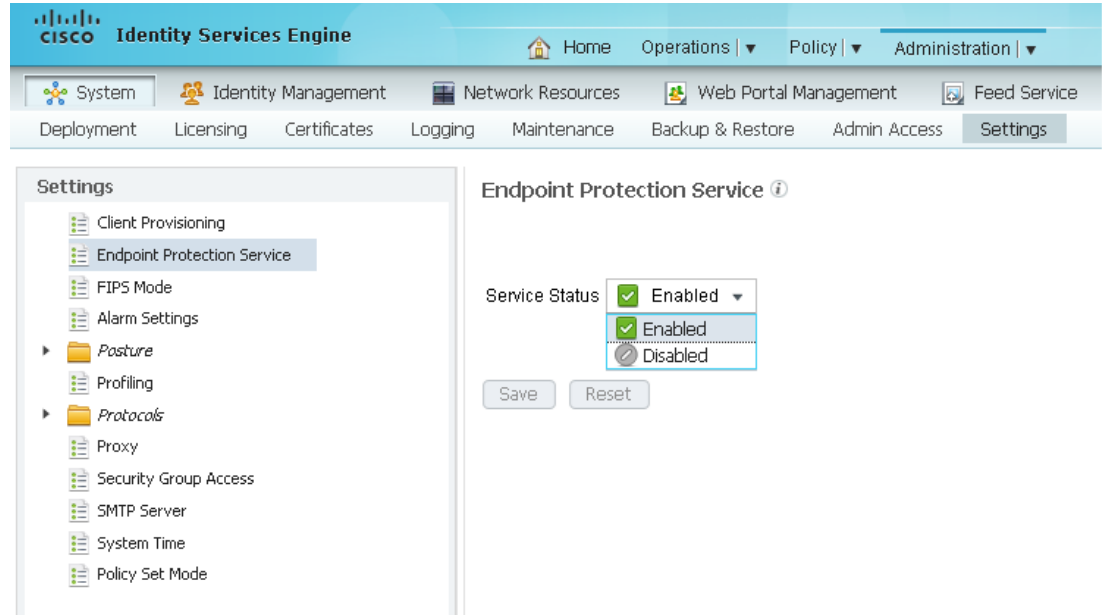 CISCO Identity Services Engine
Home Operations | ▼ Policy | ▼ Administration | ▼
System Identity Management Network Resources Web Portal Management Feed Service
Deployment Licensing Certificates Logging Maintenance Backup & Restore Admin Access Settings
Settings
Client Provisioning
Endpoint Protection Service
FIPS Mode
Alarm Settings
Posture
Profiling
Protocols
Proxy
Security Group Access
SMTP Server
System Time
Policy Set Mode
Endpoint Protection Service
Service Status Enabled
Enabled
Disabled
Save Reset